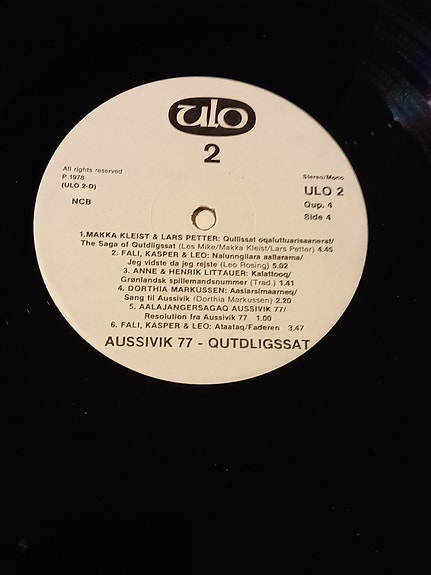 ulo
2
All rights reserved
P 1978
(ULO 2-D)
NCB
Stereo/Mono
ULO 2
Qup. 4
Side 4
1.MAKKA KLEIST & LARS PETTER: Qullissat oqaluttuarisaanerat/
The Saga of Qutdligssat (Les Mike/Makka Kleist/Lars Petter) 4.45
2. FALI, KASPER & LEO: Nalunngilara aallarama/
Jeg vidste da jeg rejste (Leo Rosing) 5.02
3. ANNE & HENRIK LITTAUER: Kalattooq/
Grønlandsk spillemandsnummer (Trad.) 1.41
4. DORTHIA MARKUSSEN: Aasiarsimaarneq/
Sang til Aussivik (Dorthia Markussen) 2.20
5. AALAJANGERSAGAQ AUSSIVIK 77/
Resolution fra Aussivik 77 1.00
6. FALI, KASPER & LEO: Ataataq/Faderen 3.47
AUSSIVIK 77 - QUTDLIGSSAT